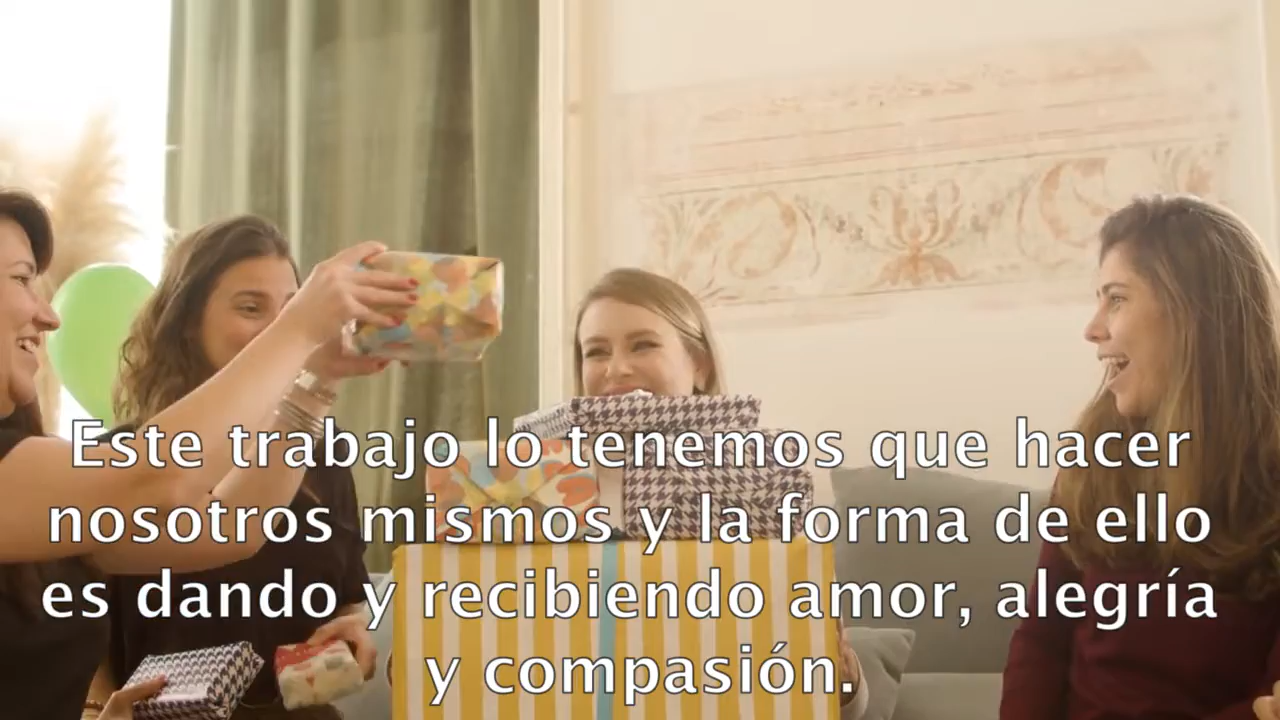 Este trabajo lo tenemos que hacer
nosotros mismos y la forma de ello
es dando y recibiendo amor, alegría
y compasión.